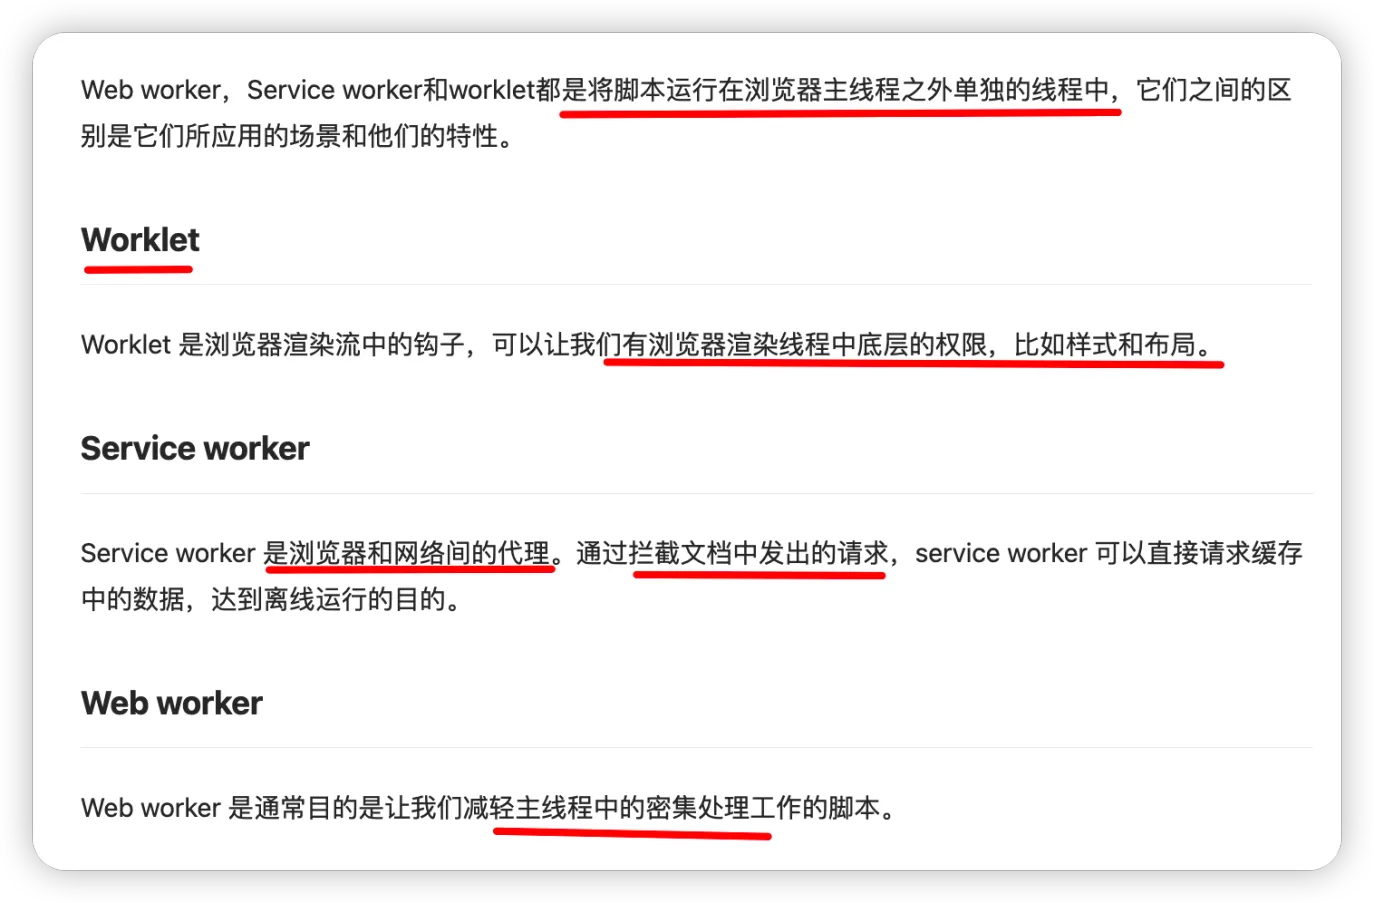 Web worker，Service worker和worklet都是将脚本运行在浏览器主线程之外单独的线程中，它们之间的区
别是它们所应用的场景和他们的特性。
Worklet
Worklet 是浏览器渲染流中的钩子，可以让我们有浏览器渲染线程中底层的权限，比如样式和布局。
Service worker
Service worker 是浏览器和网络间的代理。通过拦截文档中发出的请求，service worker 可以直接请求缓存
中的数据，达到离线运行的目的。
Web worker
Web worker 是通常目的是让我们减轻主线程中的密集处理工作的脚本。